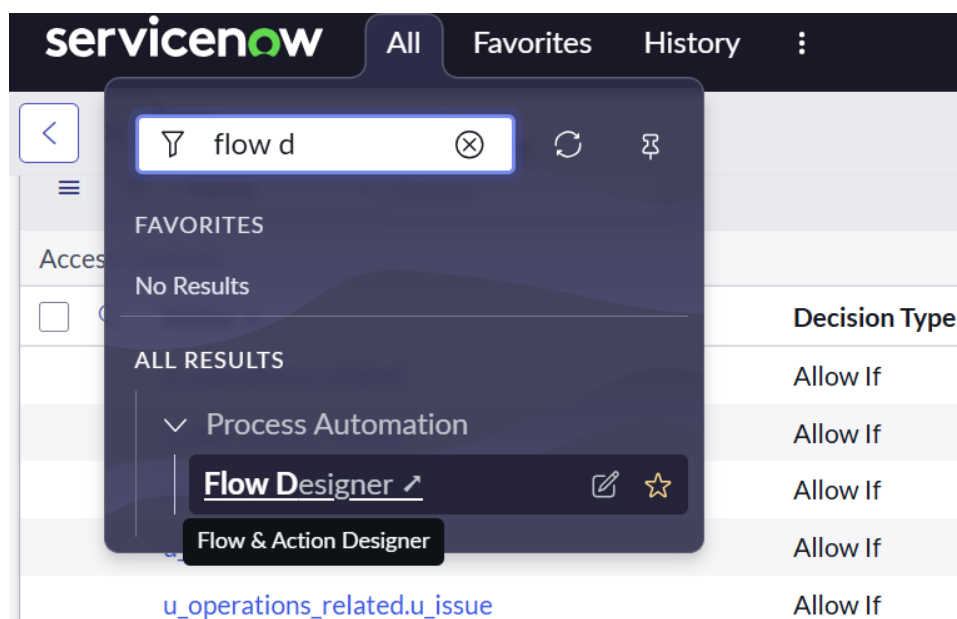 servicenow All Favorites History
flow d
FAVORITES
Acces
No Results
Decision Type
ALL RESULTS
Allow If
Process Automation
Allow If
Flow Designer
Allow If
Flow & Action Designer
Allow If
u_operations_related.u_issue
Allow If